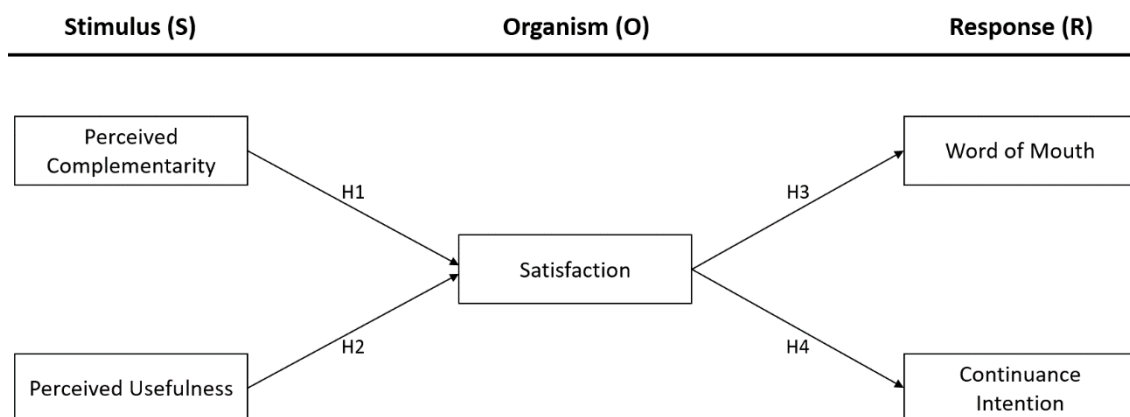 Stimulus (S)
Organism (O)
Response (R)
Perceived
Complementarity
Word of Mouth
H1
H3
Satisfaction
H2
H4
Perceived Usefulness
Continuance
Intention